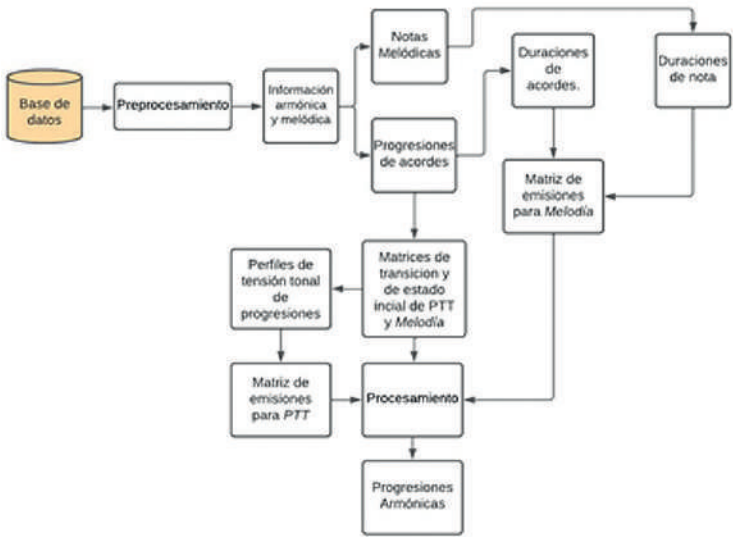 Base de
datos
Preprocesamiento
Información
armónica
y melódica
Notas
Melódicas
Progresiones
de acordes
Duraciones
de
acordes.
Duraciones
de nota
Matriz de
emisiones
para Melodía
Matrices de
transicion y
de estado
incial de PTT
y Melodía
Perfiles de
tensión tonal
de
progresiones
Matriz de
emisiones
para PTT
Procesamiento
Progresiones
Armónicas